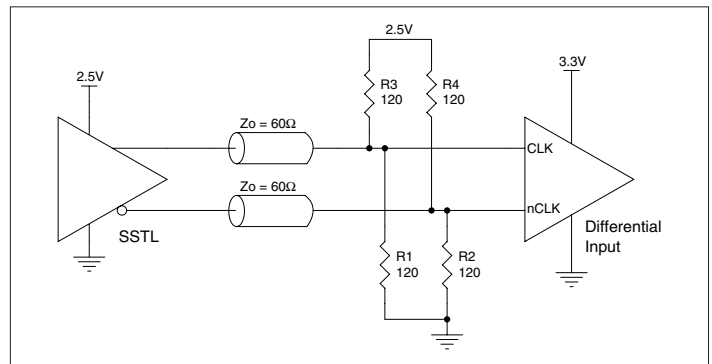 2.5V
3.3V
2.5V
R3
120
R4
120
Zo = 60Ω
CLK
Zo = 60Ω
nCLK
SSTL
Differential
Input
R1
120
R2
120